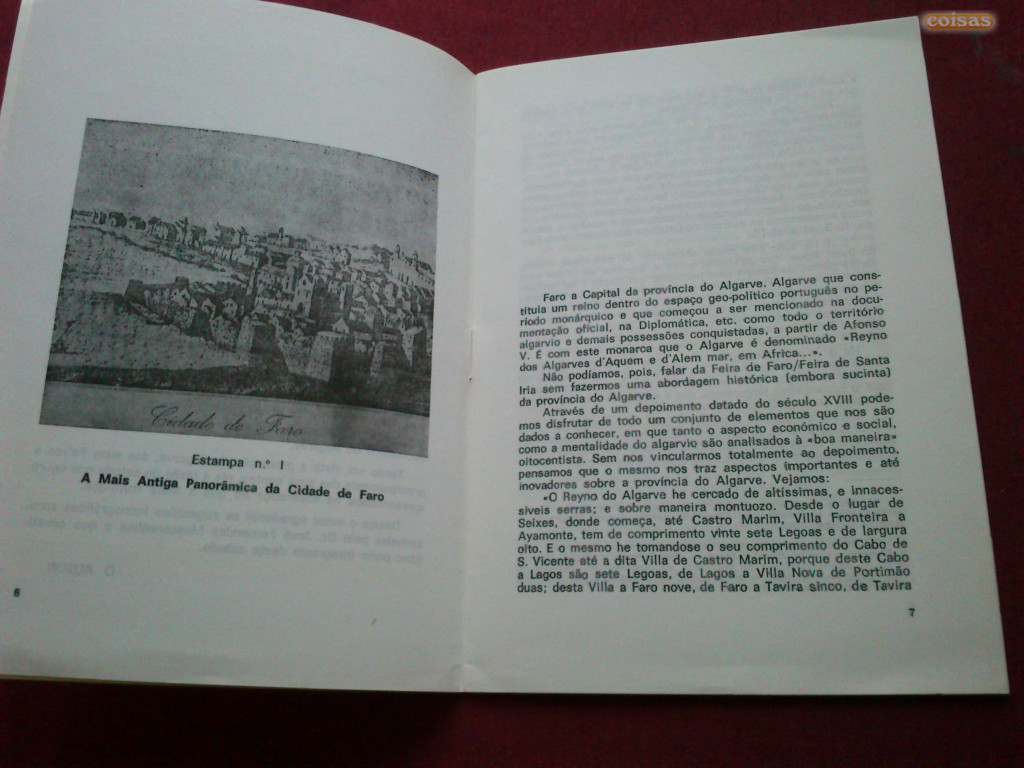 coisas
Cidade de Faro
Estampa n.º I
A Mais Antiga Panorâmica da Cidade de Faro
6
Faro a Capital da província do Algarve. Algarve que cons-
tituia um reino dentro do espaço geo-político português no pe-
ríodo monárquico e que começou a ser mencionado na docu-
mentação oficial, na Diplomática, etc. como todo o território
algarvio e demais possessões conquistadas, a partir de Afonso
V. É com este monarca que o Algarve é denominado «Reyno
dos Algarves d'Aquem e d'Alem mar, em Africa...».
Não podíamos, pois, falar da Feira de Faro/Feira de Santa
Iria sem fazermos uma abordagem histórica (embora sucinta)
da província do Algarve.
Através de um depoimento datado do século XVIII pode-
mos disfrutar de todo um conjunto de elementos que nos são
dados a conhecer, em que tanto o aspecto económico e social,
como a mentalidade do algarvio são analisados à «boa maneira»
oitocentista. Sem nos vincularmos totalmente ao depoimento,
pensamos que o mesmo nos traz aspectos importantes e até
inovadores sobre a província do Algarve. Vejamos:
«O Reyno do Algarve he cercado de altíssimas, e innaces-
siveis serras; e sobre maneira montuozo. Desde o lugar de
Seixes, donde começa, até Castro Marim, Villa Fronteira a
Ayamonte, tem de comprimento vinte sete Legoas e de largura
oito. E o mesmo he tomandose o seu comprimento do Cabo de
S. Vicente até a dita Villa de Castro Marim, porque deste Cabo
a Lagos são sete Legoas, de Lagos a Villa Nova de Portimão
duas; desta Villa a Faro nove, de Faro a Tavira sinco, de Tavira
7